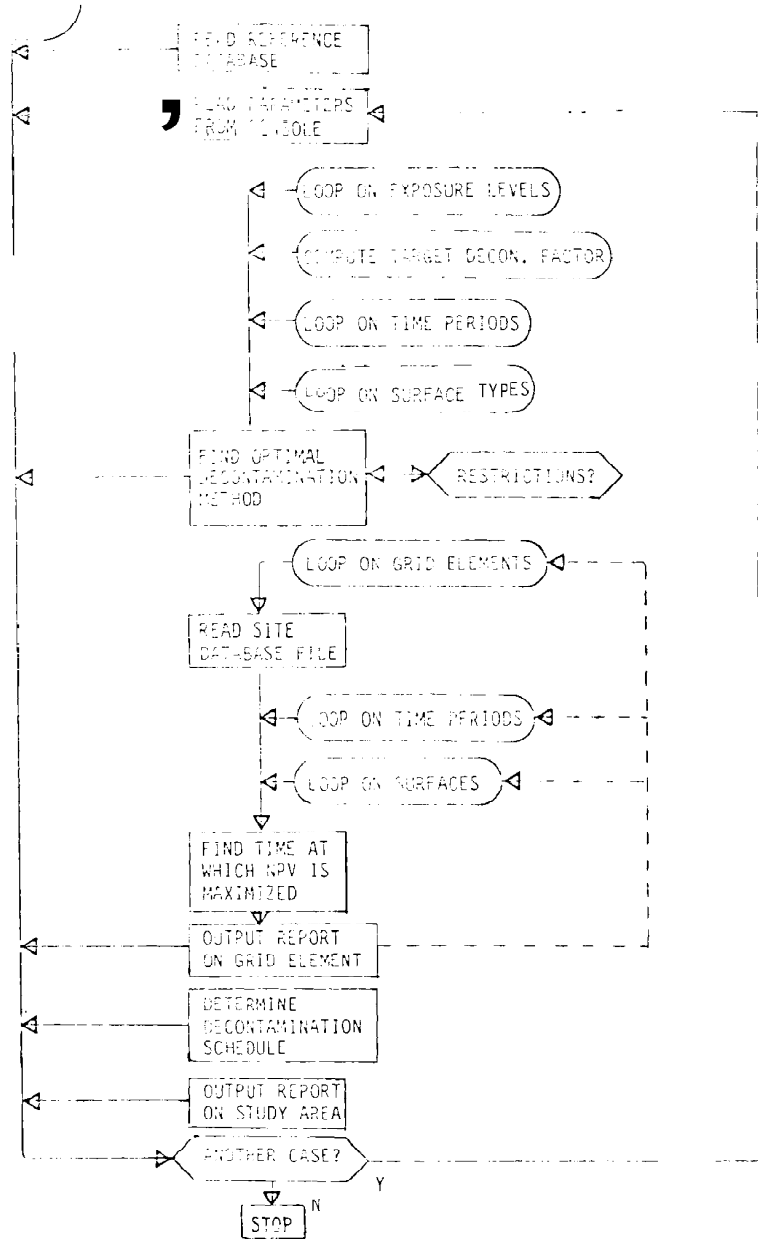 READ REFERENCE
DATABASE
READ PARAMETERS
FROM CONSOLE
LOOP ON EXPOSURE LEVELS
COMPUTE TARGET DECON. FACTOR
LOOP ON TIME PERIODS
LOOP ON SURFACE TYPES
FIND OPTIMAL
DECONTAMINATION
METHOD
RESTRICTIONS?
LOOP ON GRID ELEMENTS
READ SITE
DATABASE FILE
LOOP ON TIME PERIODS
LOOP ON SURFACES
FIND TIME AT
WHICH NPV IS
MAXIMIZED
OUTPUT REPORT
ON GRID ELEMENT
DETERMINE
DECONTAMINATION
SCHEDULE
OUTPUT REPORT
ON STUDY AREA
ANOTHER CASE?
Y
N
STOP